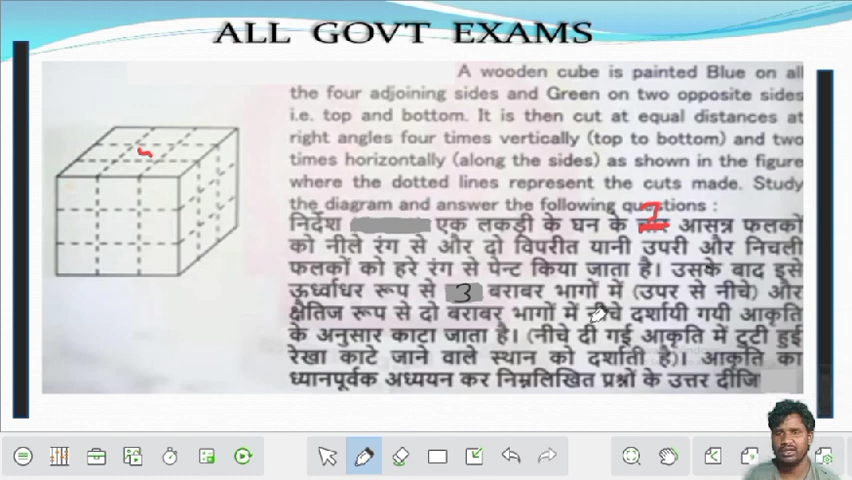 ALL GOVT EXAMS
A wooden cube is painted Blue on all
the four adjoining sides and Green on two opposite sides
i.e. top and bottom. It is then cut at equal distances at
right angles four times vertically (top to bottom) and two
times horizontally (along the sides) as shown in the figure
where the dotted lines represent the cuts made. Study
the diagram and answer the following questions :
निर्देश एक लकड़ी के घन के आसन्न फलकों
को नीले रंग से और दो विपरीत यानी उपरी और निचली
फलकों को हरे रंग से पेन्ट किया जाता है। उसके बाद इसे
ऊर्ध्वाधर रूप से 3 बराबर भागों में (उपर से नीचे) और
क्षैतिज रूप से दो बराबर भागों में नीचे दर्शायी गयी आकृति
के अनुसार काटा जाता है। (नीचे दी गई आकृति में टुटी हुई
रेखा काटे जाने वाले स्थान को दर्शाती है)। आकृति का
ध्यानपूर्वक अध्ययन कर निम्नलिखित प्रश्नों के उत्तर दीजि